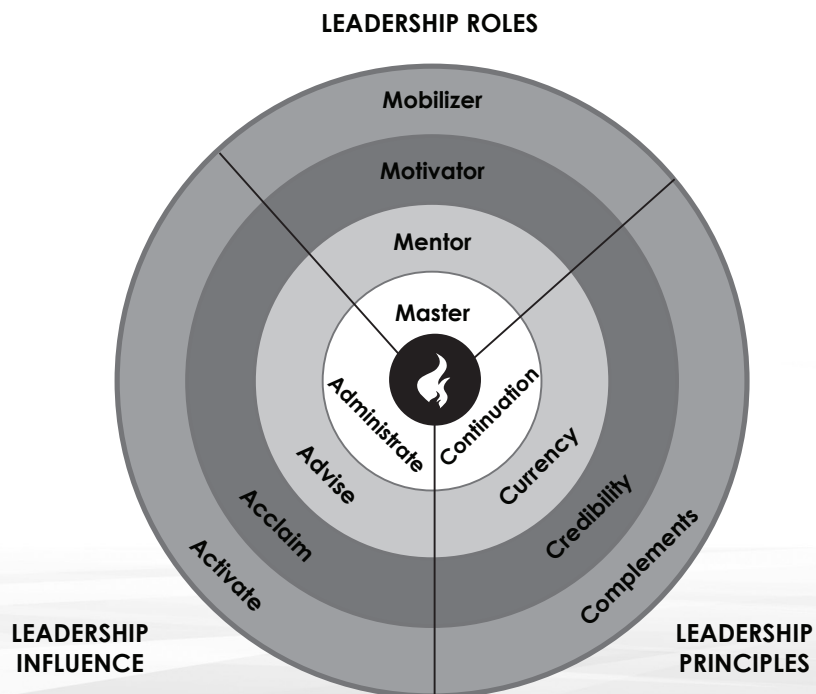 LEADERSHIP ROLES
Mobilizer
Motivator
Mentor
Master
Administrate
Continuation
Advise
Currency
Acclaim
Credibility
Activate
Complements
LEADERSHIP
INFLUENCE
LEADERSHIP
PRINCIPLES